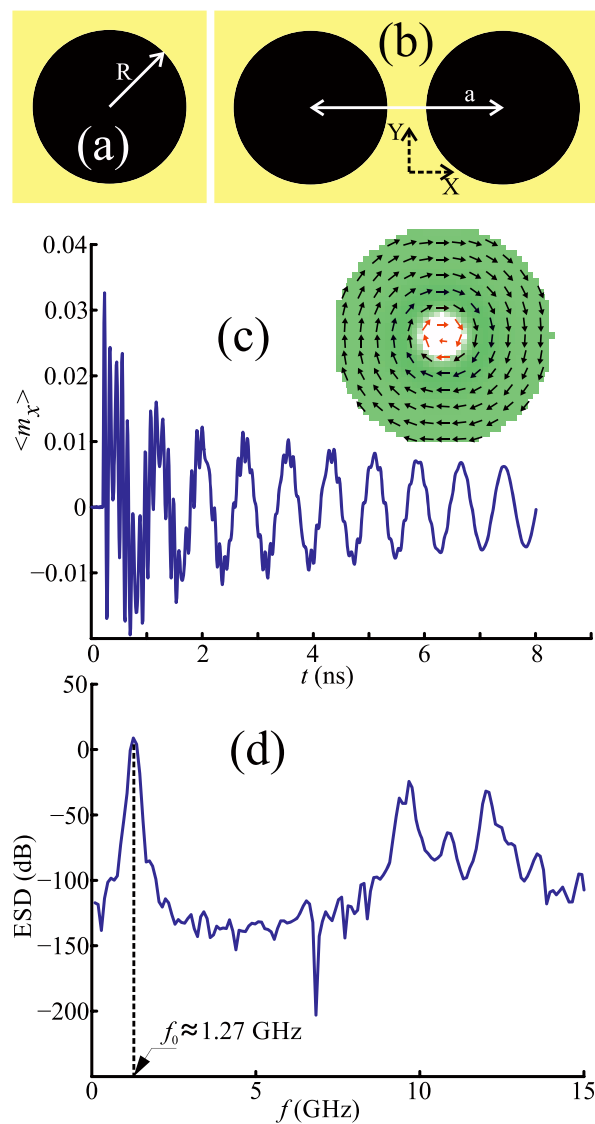 R
(a)
(b)
a
Y
X
0.04
0.03
0.02
0.01
0
−0.01
<m_x>
(c)
0 2 4 6 8
t (ns)
50
0
−50
−100
−150
−200
ESD (dB)
(d)
f₀≈1.27 GHz
0 5 10 15
f (GHz)